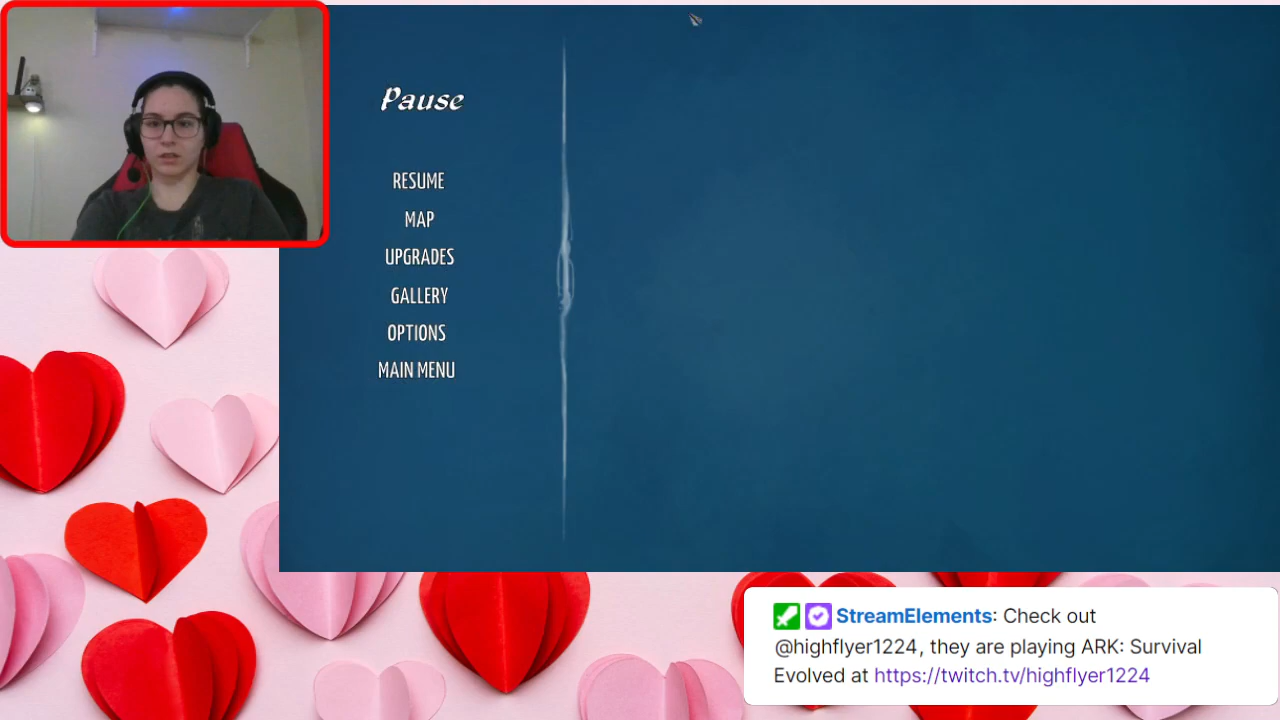 Pause
RESUME
MAP
UPGRADES
GALLERY
OPTIONS
MAIN MENU
StreamElements: Check out
@highflyer1224, they are playing ARK: Survival
Evolved at https://twitch.tv/highflyer1224